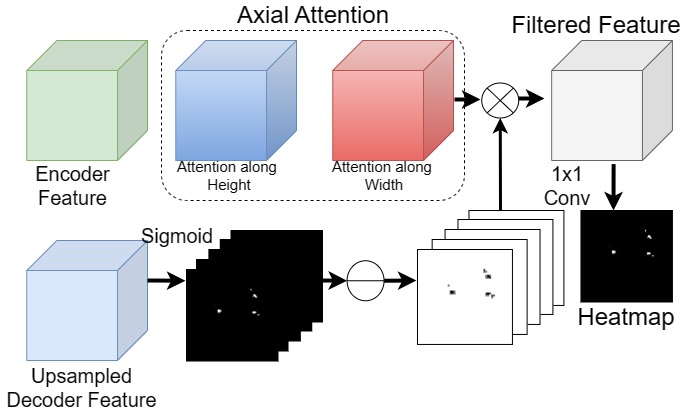 Axial Attention
Filtered Feature
Encoder
Feature
Attention along
Height
Attention along
Width
1x1
Conv
Sigmoid
Heatmap
Upsampled
Decoder Feature